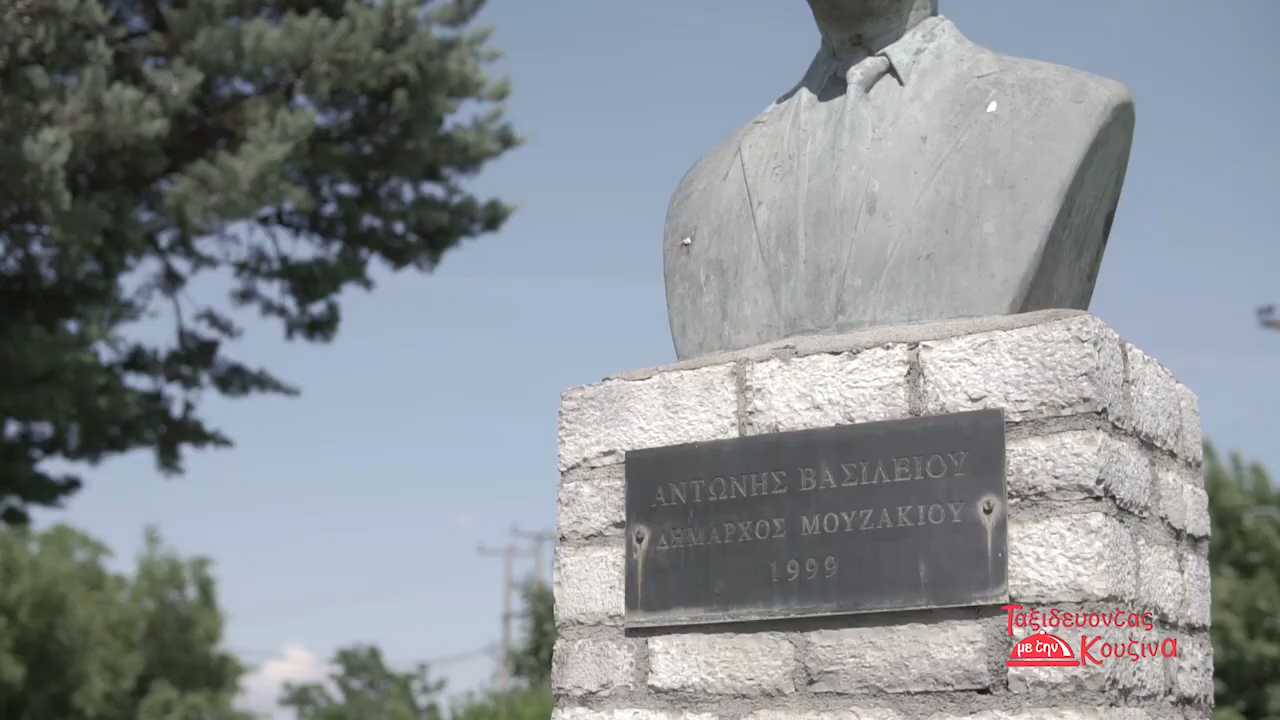 ΑΝΤΩΝΗΣ ΒΑΣΙΛΕΙΟΥ
ΔΗΜΑΡΧΟΣ ΜΟΥΖΑΚΙΟΥ
1999
Ταξιδεύοντας
με την Κουζίνα